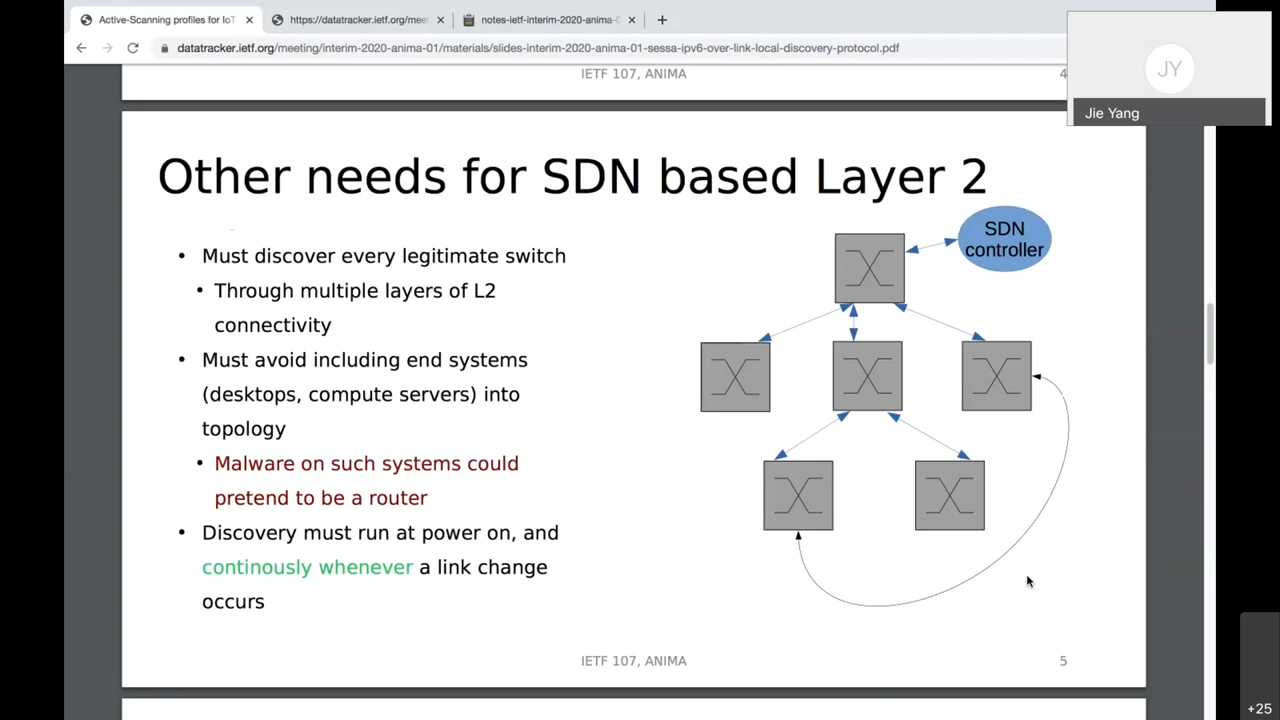 Active-Scanning profiles for IoT
https://datatracker.ietf.org/mee
notes-ietf-interim-2020-anima-0
datatracker.ietf.org/meeting/interim-2020-anima-01/materials/slides-interim-2020-anima-01-sessa-ipv6-over-link-local-discovery-protocol.pdf
JY
Jie Yang
IETF 107, ANIMA
4
Other needs for SDN based Layer 2
SDN
controller
• Must discover every legitimate switch
• Through multiple layers of L2
connectivity
• Must avoid including end systems
(desktops, compute servers) into
topology
• Malware on such systems could
pretend to be a router
• Discovery must run at power on, and
continously whenever a link change
occurs
IETF 107, ANIMA
5
+25